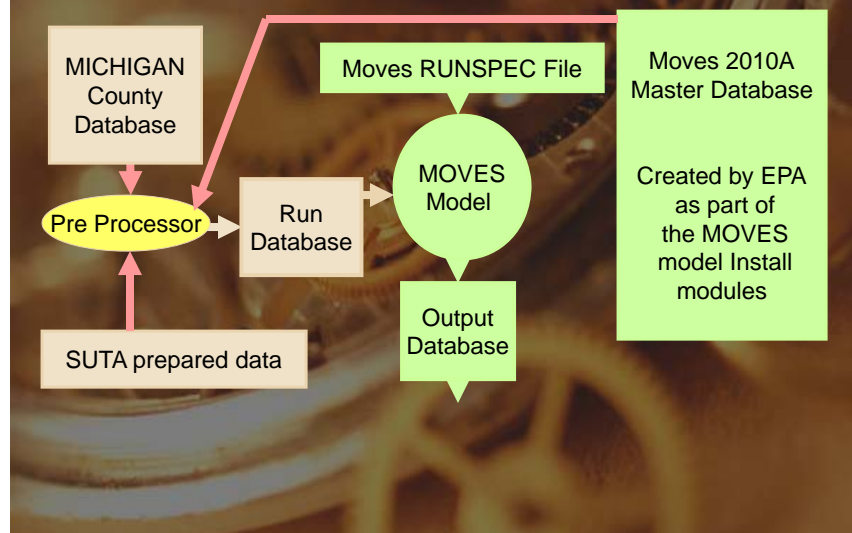 MICHIGAN
County
Database
Moves RUNSPEC File
Moves 2010A
Master Database
Created by EPA
as part of
the MOVES
model Install
modules
MOVES
Model
Pre Processor
Run
Database
Output
Database
SUTA prepared data